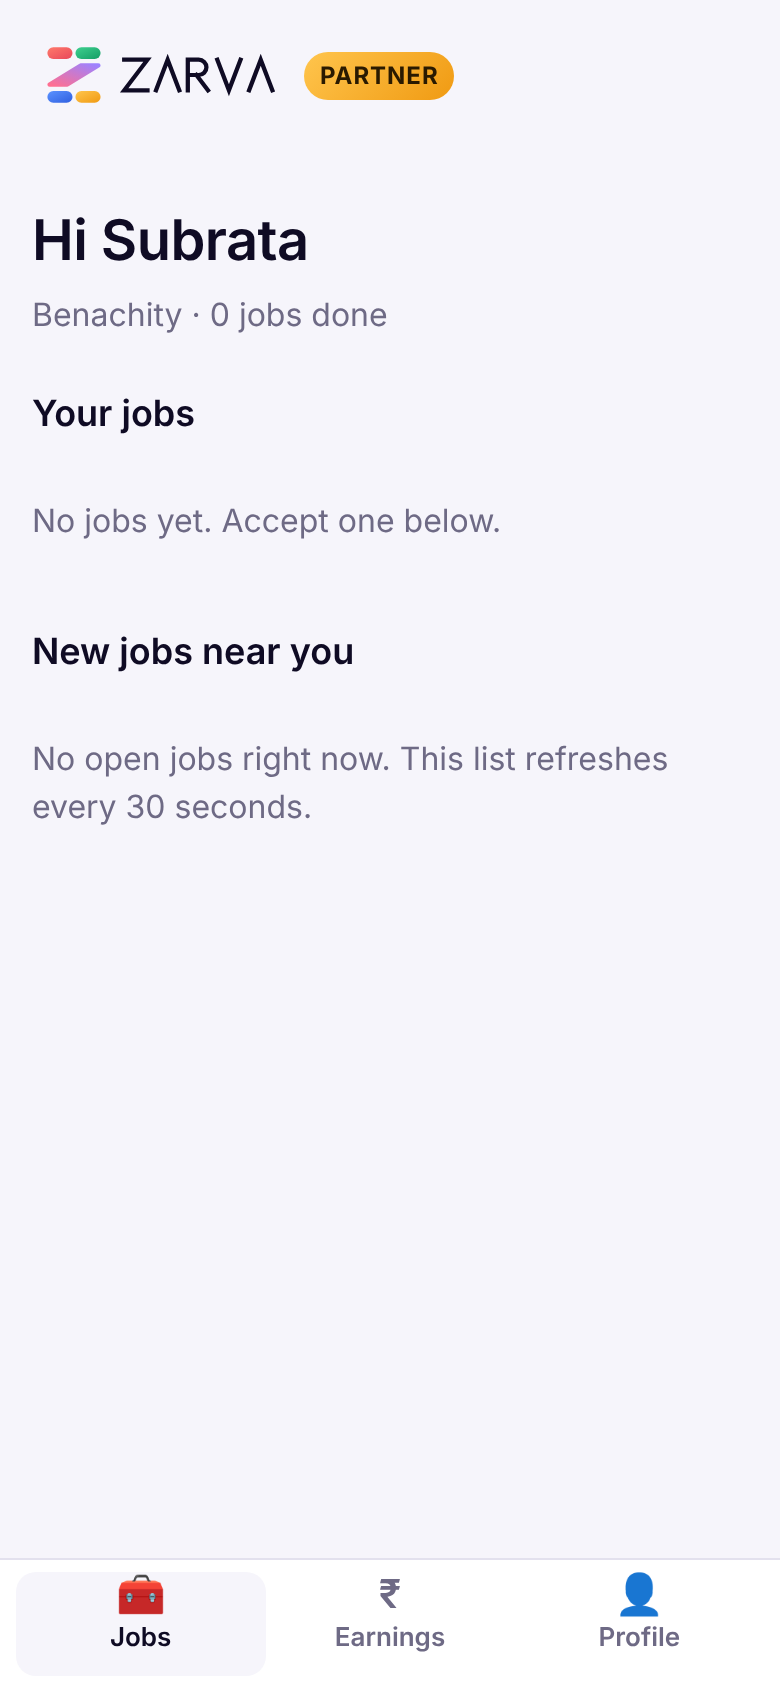 ZARVA PARTNER
Hi Subrata
Benachity · 0 jobs done
Your jobs
No jobs yet. Accept one below.
New jobs near you
No open jobs right now. This list refreshes
every 30 seconds.
₹
Jobs Earnings Profile